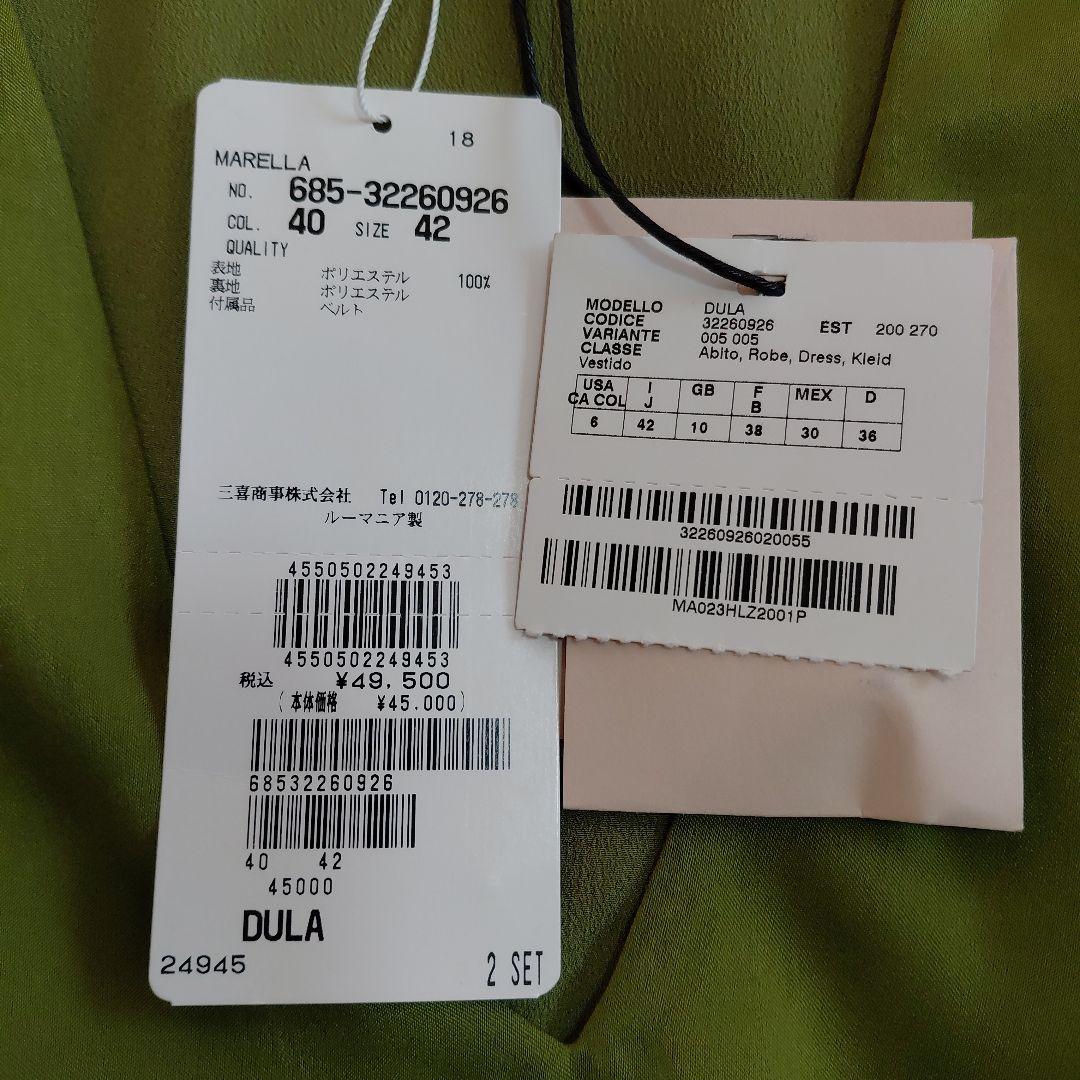 18
MARELLA
NO. 685-32260926
COL. 40 SIZE 42
QUALITY
表地 ポリエステル 100%
裏地 ポリエステル
付属品 ベルト
三喜商事株式会社 Tel 0120-278-278
ルーマニア製
4550502249453
4550502249453
税込 ¥49,500
(本体価格 ¥45.000)
68532260926
40 42
45000
DULA
24945 2 SET
MODELLO DULA
CODICE 32260926 EST 200 270
VARIANTE 005 005
CLASSE Abito, Robe, Dress, Kleid
Vestido
USA I GB F MEX D
CA COL J B
6 42 10 38 30 36
32260926020055
MA023HLZ2001P